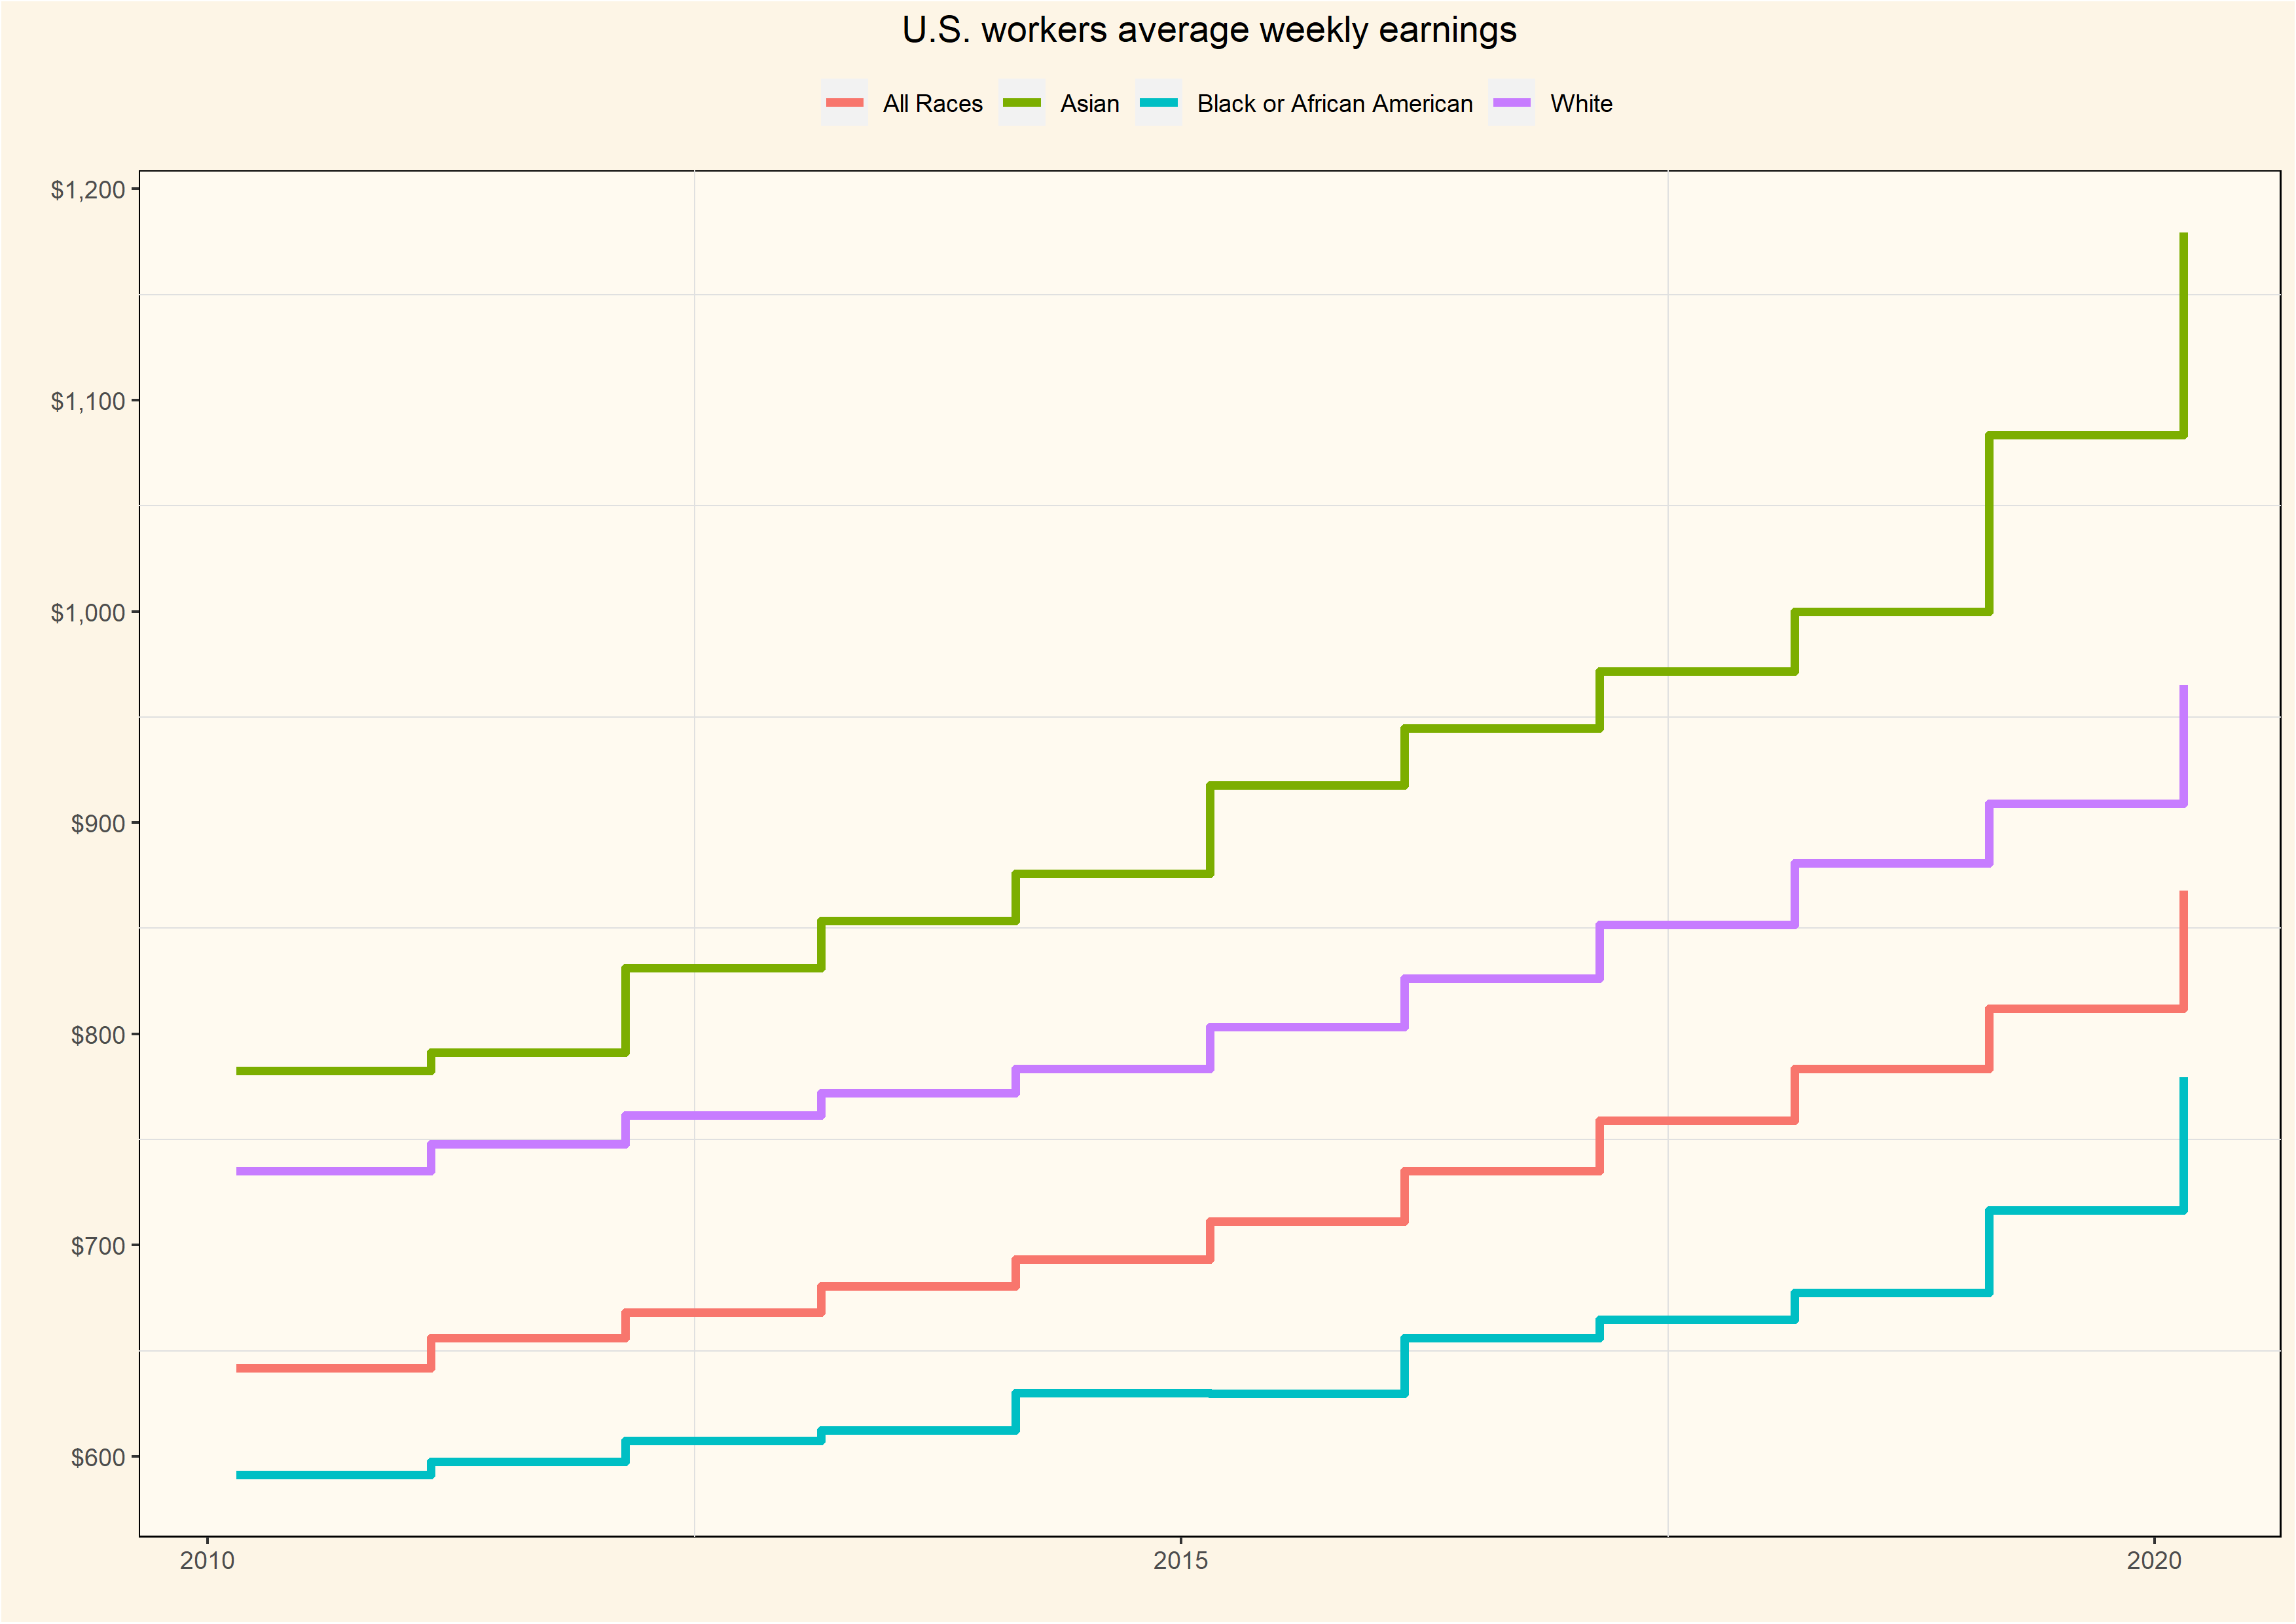 U.S. workers average weekly earnings
All Races Asian Black or African American White
$1,200
$1,100
$1,000
$900
$800
$700
$600
2010 2015 2020